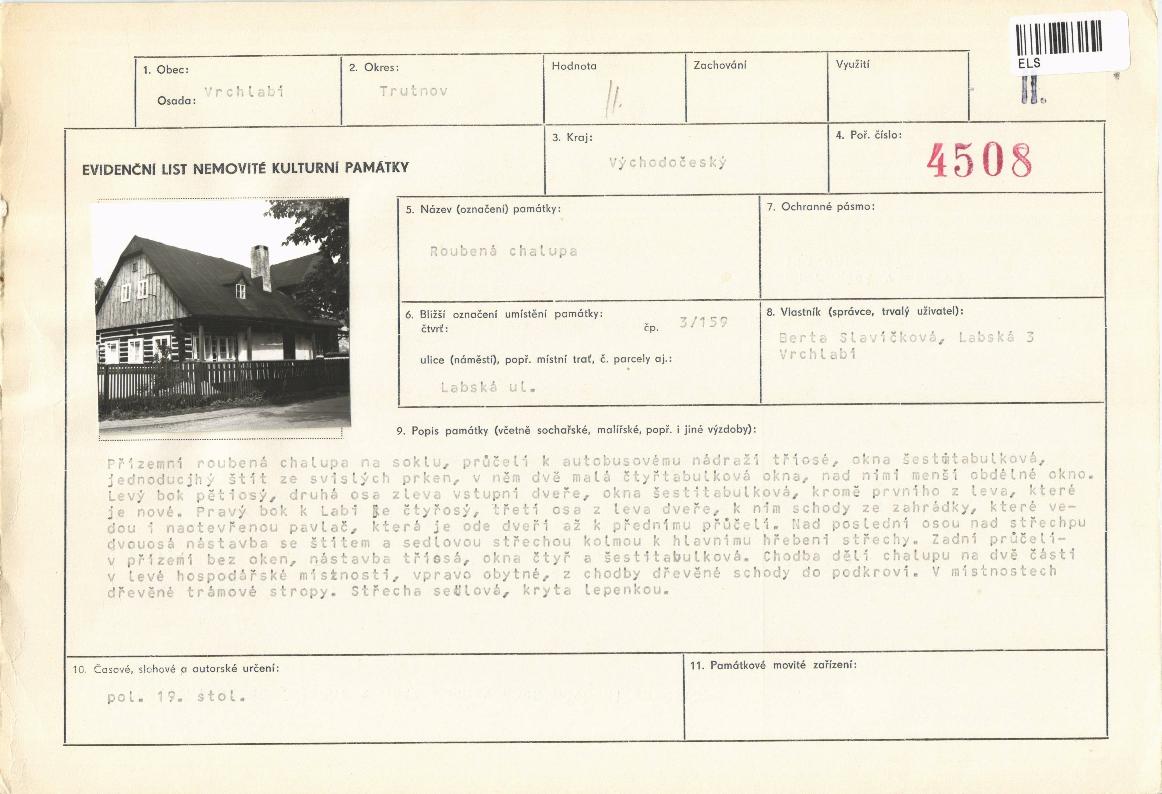 ELS
II.
1. Obec:
Osada: Vrchlabí
2. Okres:
Trutnov
Hodnota
II.
Zachování
Využití
EVIDENČNÍ LIST NEMOVITÉ KULTURNÍ PAMÁTKY
3. Kraj:
Východočeský
4. Poř. číslo:
4508
5. Název (označení) památky:
Roubená chalupa
7. Ochranné pásmo:
6. Bližší označení umístění památky:
čtvrť: čp. 3/159
ulice (náměstí), popř. místní trať, č. parcely aj.:
Labská ul.
8. Vlastník (správce, trvalý uživatel):
Berta Slavíčková, Labská 3
Vrchlabí
9. Popis památky (včetně sochařské, malířské, popř. i jiné výzdoby):
Přízemní roubená chalupa na soklu, průčelí k autobusovému nádraží tříosé, okna šestitabulková,
jednoducjhý štít ze svislých prken, v něm dvě malá čtyřtabulková okna, nad nimi menší obdélné okno.
Levý bok pětiosý, druhá osa zleva vstupní dveře, okna šestitabulková, kromě prvního z leva, které
je nové. Pravý bok k Labi je čtyřosý, třetí osa z leva dveře, k nim schody ze zahrádky, které ve-
dou i naotevřenou pavlač, která je ode dveří až k přednímu průčelí. Nad poslední osou nad střechpu
dvouosá nástavba se štítem a sedlovou střechou kolmou k hlavnímu hřebeni střechy. Zadní průčelí-
v přízemí bez oken, nástavba tříosá, okna čtyř a šestitabulková. Chodba dělí chalupu na dvě části
v levé hospodářské místnosti, vpravo obytné, z chodby dřevěné schody do podkroví. V místnostech
dřevěné trámové stropy. Střecha sedlová, kryta lepenkou.
10. Časové, slohové a autorské určení:
pol. 19. stol.
11. Památkové movité zařízení: